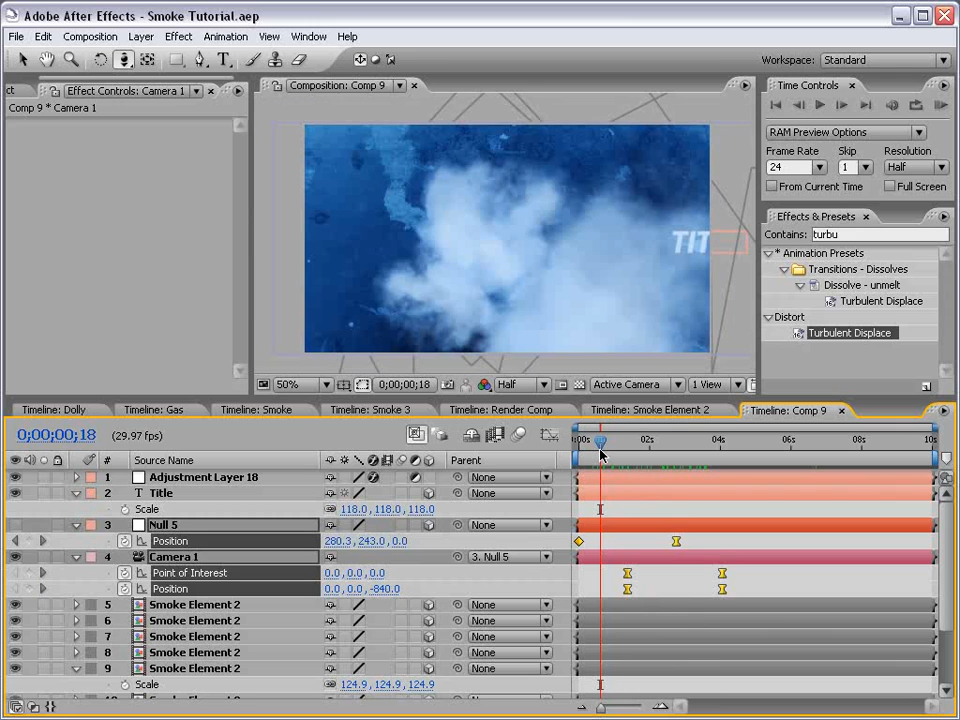 Adobe After Effects - Smoke Tutorial.aep
File Edit Composition Layer Effect Animation View Window Help
Workspace: Standard
ct Effect Controls: Camera 1
Comp 9 * Camera 1
Composition: Comp 9
TIT
50% 0;00;00;18 Half Active Camera 1 View
Time Controls
RAM Preview Options
Frame Rate Skip Resolution
24 1 Half
From Current Time Full Screen
Effects & Presets
Contains: turbu
* Animation Presets
Transitions - Dissolves
Dissolve - unmelt
Turbulent Displace
Distort
Turbulent Displace
Timeline: Dolly Timeline: Gas Timeline: Smoke Timeline: Smoke 3 Timeline: Render Comp Timeline: Smoke Element 2 Timeline: Comp 9
0;00;00;18 (29.97 fps)
:00s 02s 04s 06s 08s 10s
# Source Name Parent
1 Adjustment Layer 18 None
2 T Title None
Scale 118.0, 118.0, 118.0
3 Null 5 None
Position 280.3, 243.0, 0.0
4 Camera 1 3. Null 5
Point of Interest 0.0, 0.0, 0.0
Position 0.0, 0.0, -840.0
5 Smoke Element 2 None
6 Smoke Element 2 None
7 Smoke Element 2 None
8 Smoke Element 2 None
9 Smoke Element 2 None
Scale 124.9, 124.9, 124.9